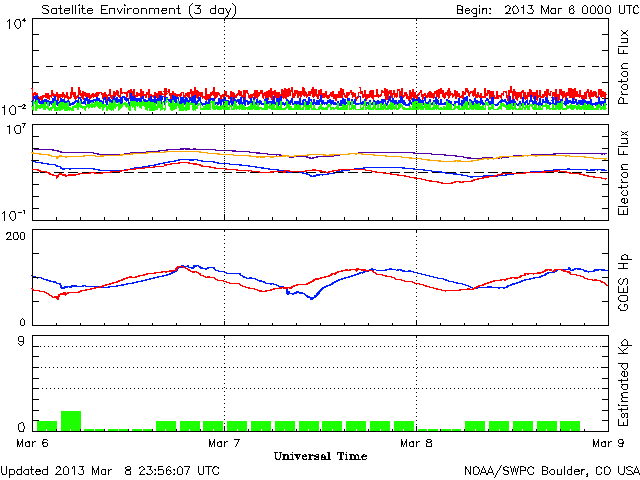 Satellite Environment (3 day) Begin: 2013 Mar 6 0000 UTC
10^4
10^-2
Proton Flux
10^7
10^-1
Electron Flux
200
0
GOES Hp
9
0
Estimated Kp
Mar 6 Mar 7 Mar 8 Mar 9
Universal Time
Updated 2013 Mar 8 23:56:07 UTC NOAA/SWPC Boulder, CO USA